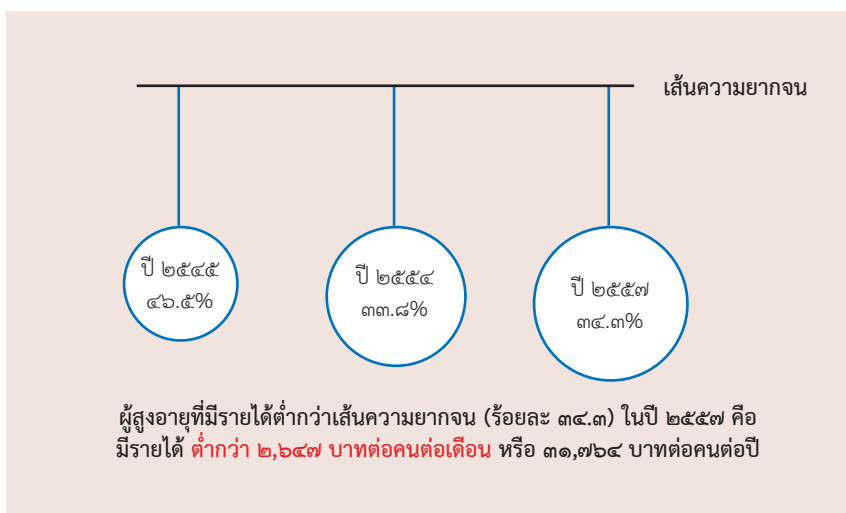 เส้นความยากจน
ปี ๒๕๔๕
๔๖.๕%
ปี ๒๕๕๔
๓๓.๘%
ปี ๒๕๕๗
๓๔.๓%
ผู้สูงอายุที่มีรายได้ต่ำกว่าเส้นความยากจน (ร้อยละ ๓๔.๓) ในปี ๒๕๕๗ คือ
มีรายได้ ต่ำกว่า ๒,๖๔๗ บาทต่อคนต่อเดือน หรือ ๓๑,๗๖๔ บาทต่อคนต่อปี